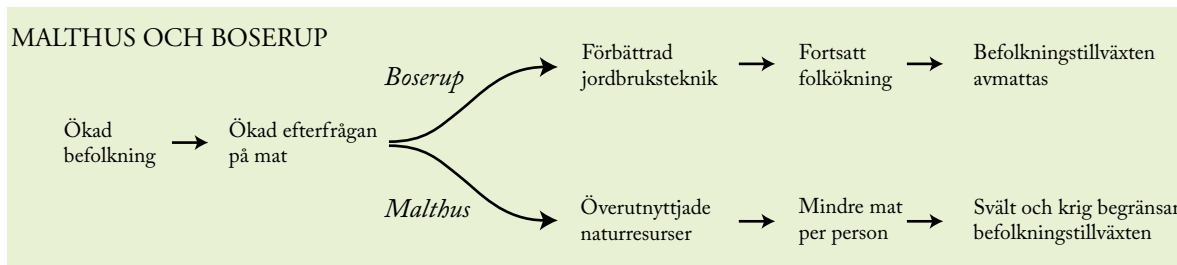 MALTHUS OCH BOSERUP
Ökad
befolkning
Ökad efterfrågan
på mat
Boserup
Förbättrad
jordbruksteknik
Fortsatt
folkökning
Befolkningstillväxten
avmattas
Malthus
Överutnyttjade
naturresurser
Mindre mat
per person
Svält och krig begränsar
befolkningstillväxten